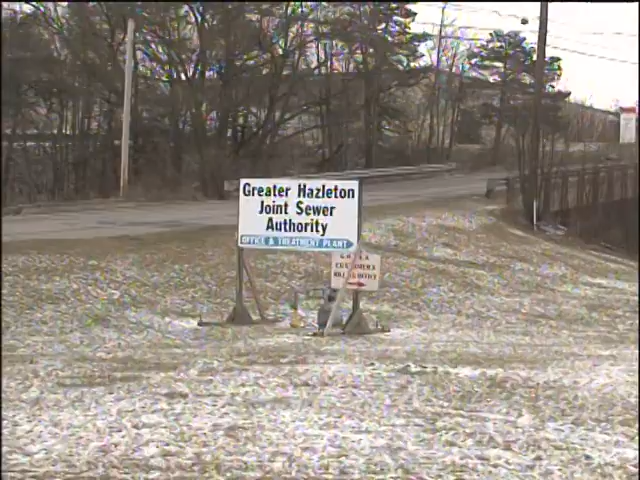 Greater Hazleton
Joint Sewer
Authority
OFFICE & TREATMENT PLANT